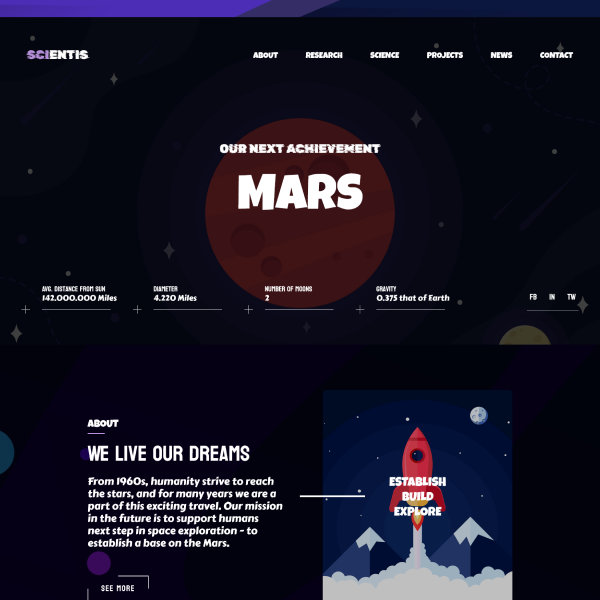 SCIENTIS
ABOUT RESEARCH SCIENCE PROJECTS NEWS CONTACT
OUR NEXT ACHIEVEMENT
MARS
AVG. DISTANCE FROM SUN
142.000.000 Miles
DIAMETER
4.220 Miles
NUMBER OF MOONS
2
GRAVITY
0.375 that of Earth
FB IN TW
ABOUT
WE LIVE OUR DREAMS
From 1960s, humanity strive to reach
the stars, and for many years we are a
part of this exciting travel. Our mission
in the future is to support humans
next step in space exploration - to
establish a base on the Mars.
SEE MORE
ESTABLISH
BUILD
EXPLORE